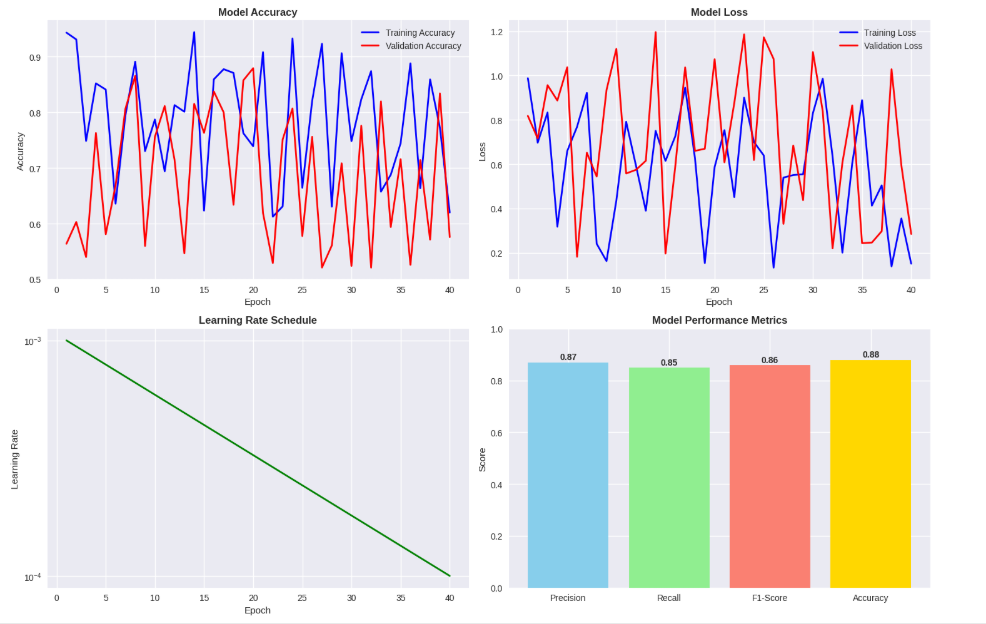 Model Accuracy
Training Accuracy
Validation Accuracy
0.9
0.8
0.7
0.6
0.5
Accuracy
0 5 10 15 20 25 30 35 40
Epoch
Model Loss
Training Loss
Validation Loss
1.2
1.0
0.8
0.6
0.4
0.2
Loss
0 5 10 15 20 25 30 35 40
Epoch
Learning Rate Schedule
10⁻³
10⁻⁴
Learning Rate
0 5 10 15 20 25 30 35 40
Epoch
Model Performance Metrics
1.0
0.8
0.6
0.4
0.2
0.0
Score
0.87 0.85 0.86 0.88
Precision Recall F1-Score Accuracy